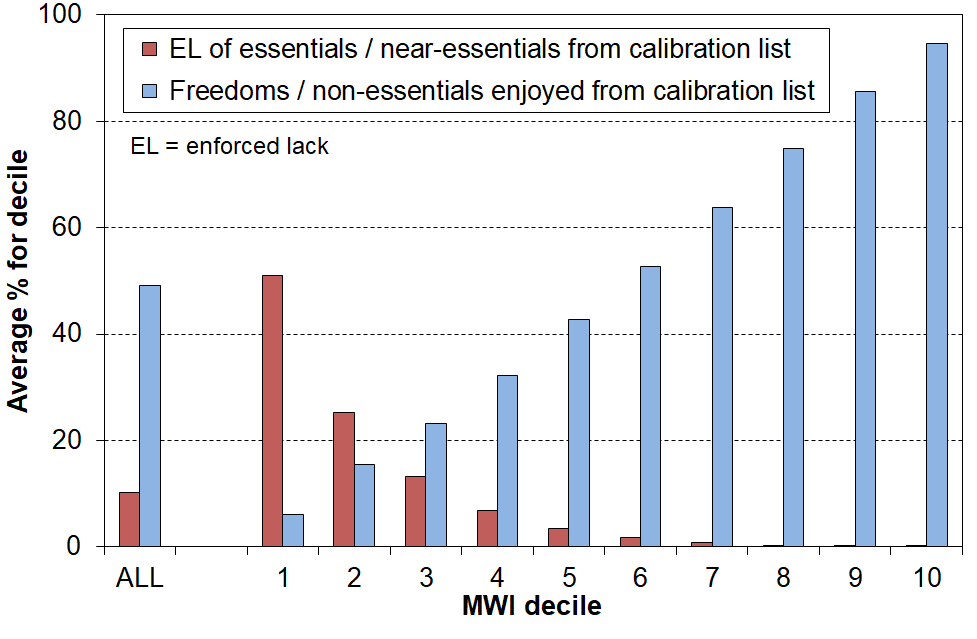 100
80
60
40
20
0
Average % for decile
EL of essentials / near-essentials from calibration list
Freedoms / non-essentials enjoyed from calibration list
EL = enforced lack
ALL 1 2 3 4 5 6 7 8 9 10
MWI decile